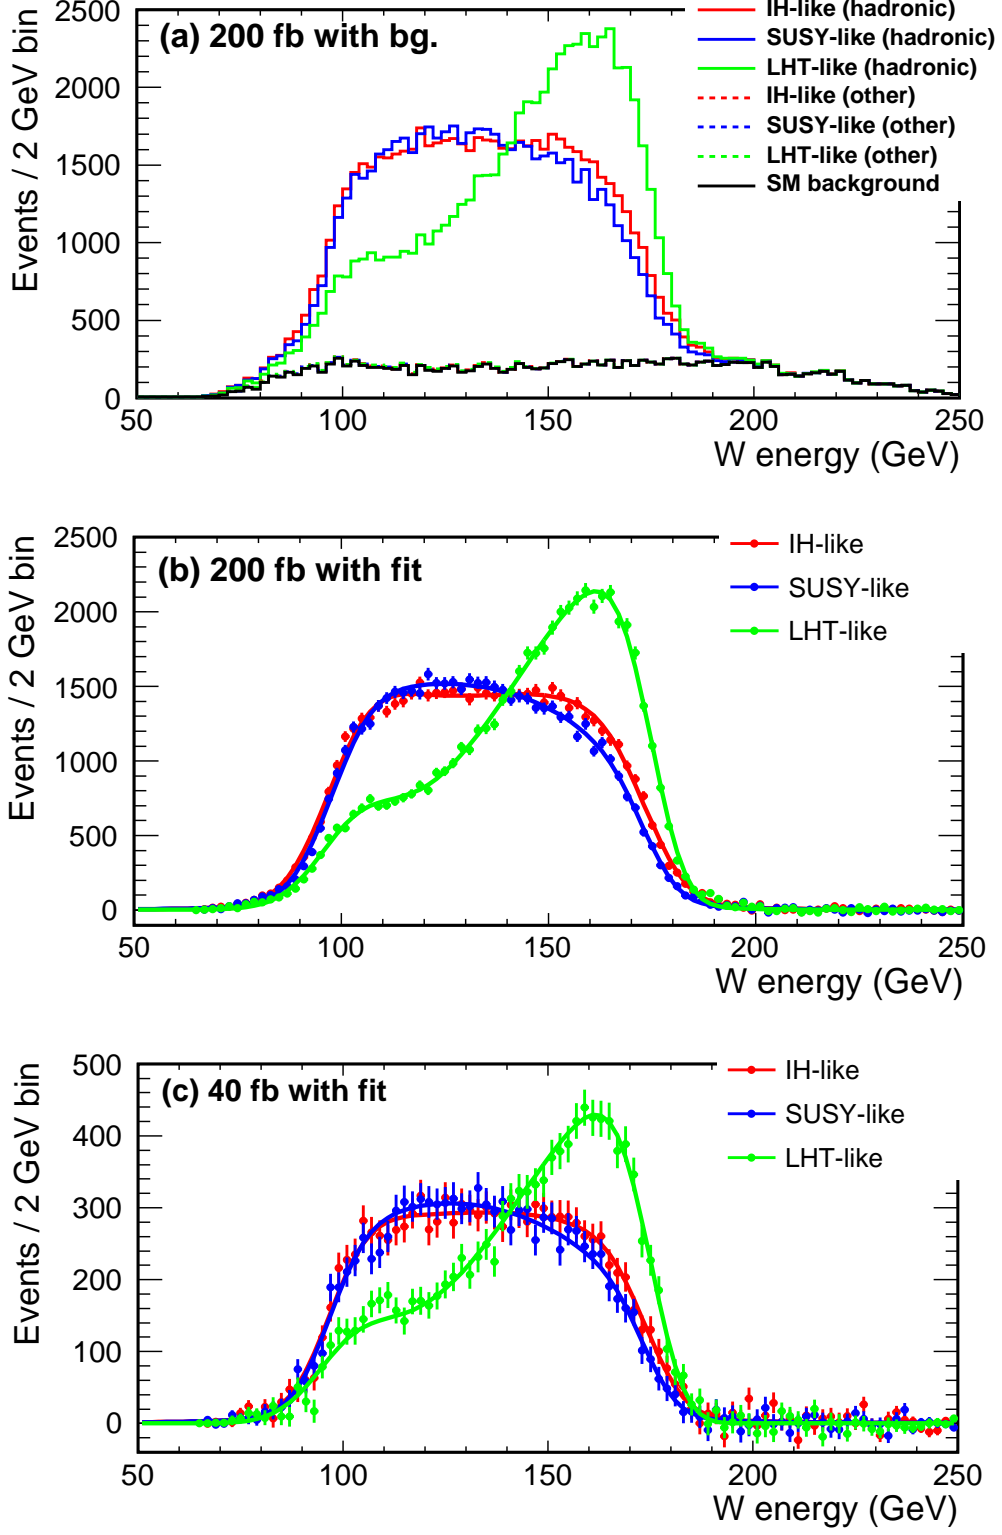 (a) 200 fb with bg.
IH-like (hadronic)
SUSY-like (hadronic)
LHT-like (hadronic)
IH-like (other)
SUSY-like (other)
LHT-like (other)
SM background
Events / 2 GeV bin
2500
2000
1500
1000
500
0
50 100 150 200 250
W energy (GeV)
(b) 200 fb with fit
IH-like
SUSY-like
LHT-like
Events / 2 GeV bin
2500
2000
1500
1000
500
0
50 100 150 200 250
W energy (GeV)
(c) 40 fb with fit
IH-like
SUSY-like
LHT-like
Events / 2 GeV bin
500
400
300
200
100
0
50 100 150 200 250
W energy (GeV)